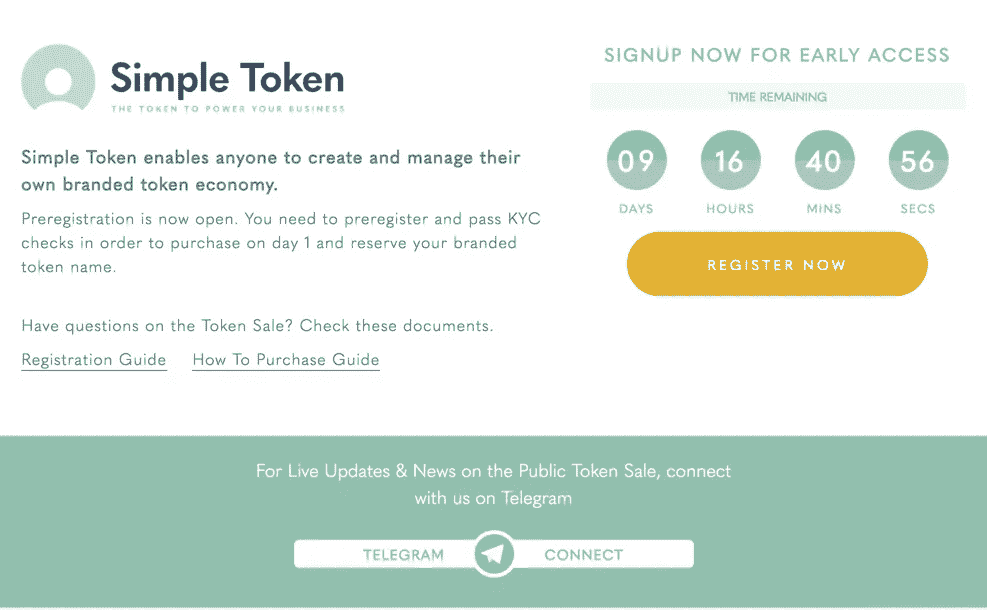 Simple Token
THE TOKEN TO POWER YOUR BUSINESS
Simple Token enables anyone to create and manage their
own branded token economy.
Preregistration is now open. You need to preregister and pass KYC
checks in order to purchase on day 1 and reserve your branded
token name.
Have questions on the Token Sale? Check these documents.
Registration Guide How To Purchase Guide
SIGNUP NOW FOR EARLY ACCESS
TIME REMAINING
09 16 40 56
DAYS HOURS MINS SECS
REGISTER NOW
For Live Updates & News on the Public Token Sale, connect
with us on Telegram
TELEGRAM CONNECT